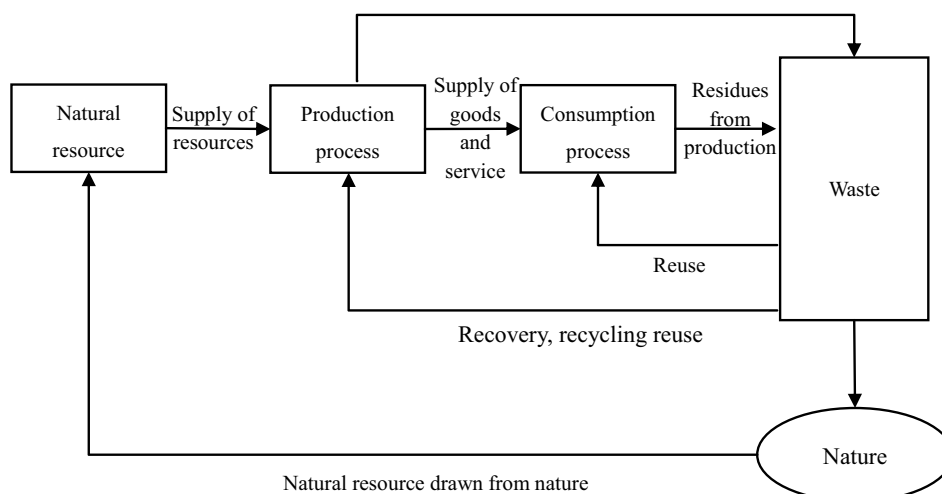 Natural
resource
Supply of
resources
Production
process
Supply of
goods
and
service
Consumption
process
Residues
from
production
Waste
Reuse
Recovery, recycling reuse
Nature
Natural resource drawn from nature